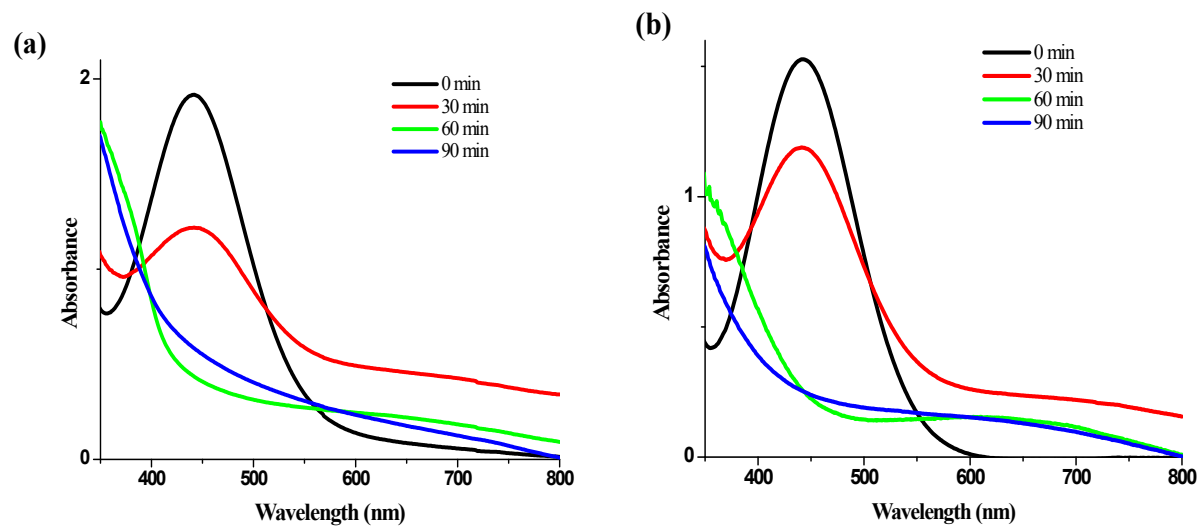 (a)
2
0 min
30 min
60 min
90 min
Absorbance
0
400 500 600 700 800
Wavelength (nm)
(b)
0 min
30 min
60 min
90 min
1
Absorbance
0
400 500 600 700 800
Wavelength (nm)